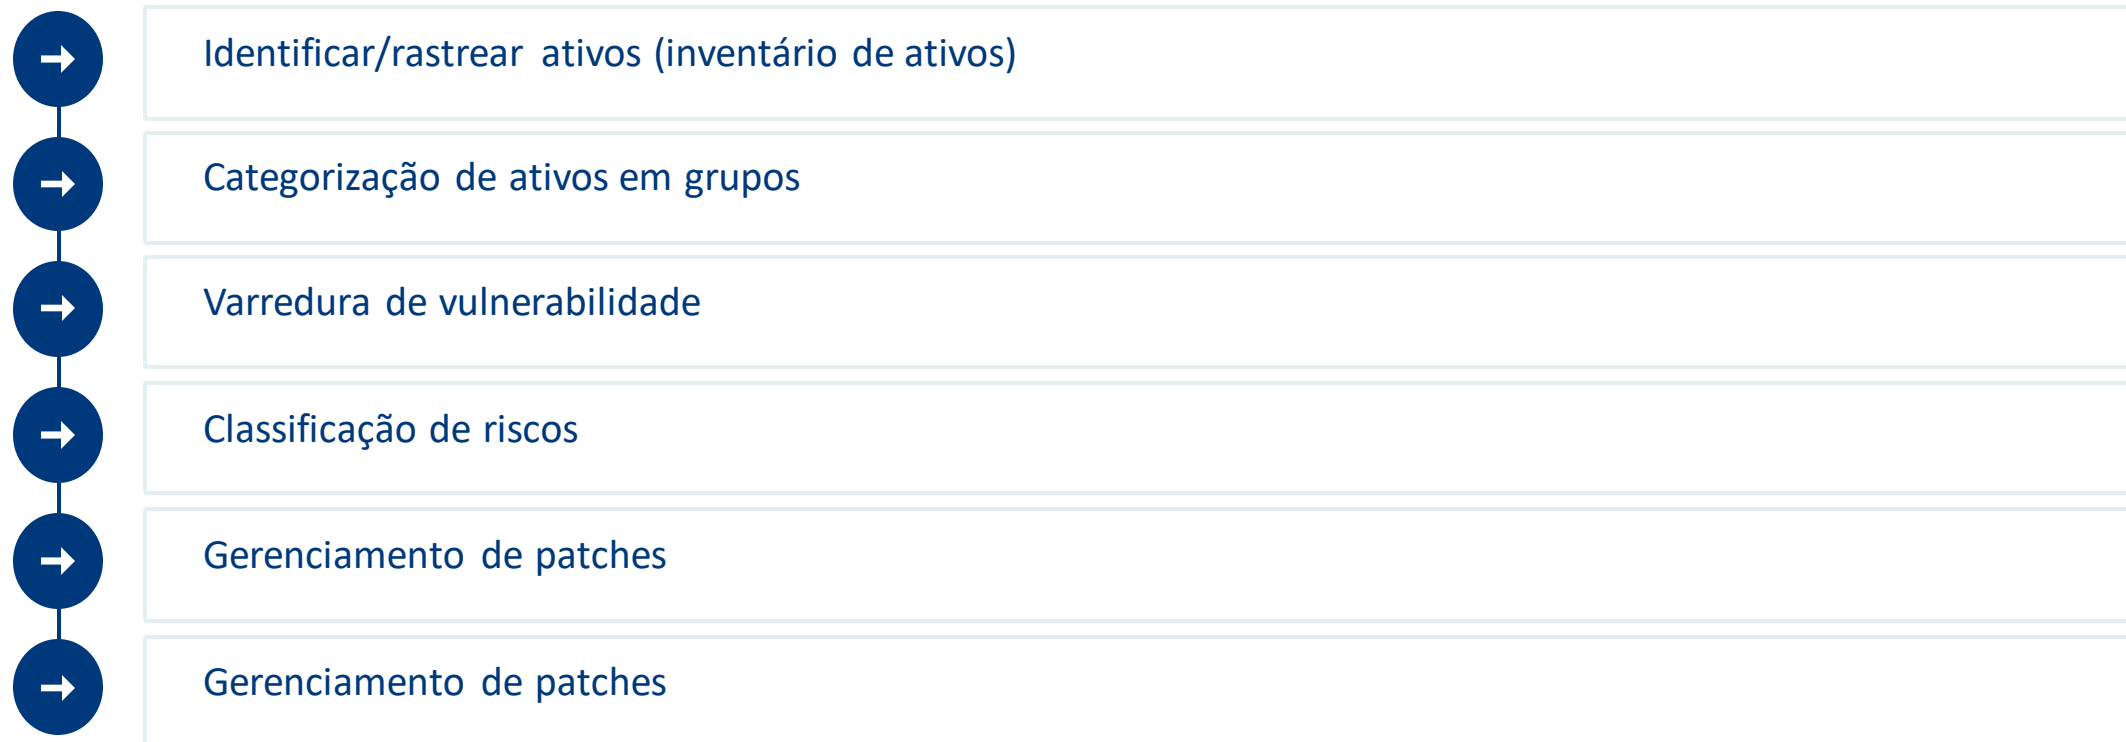 Identificar/rastrear ativos (inventário de ativos)
Categorização de ativos em grupos
Varredura de vulnerabilidade
Classificação de riscos
Gerenciamento de patches
Gerenciamento de patches